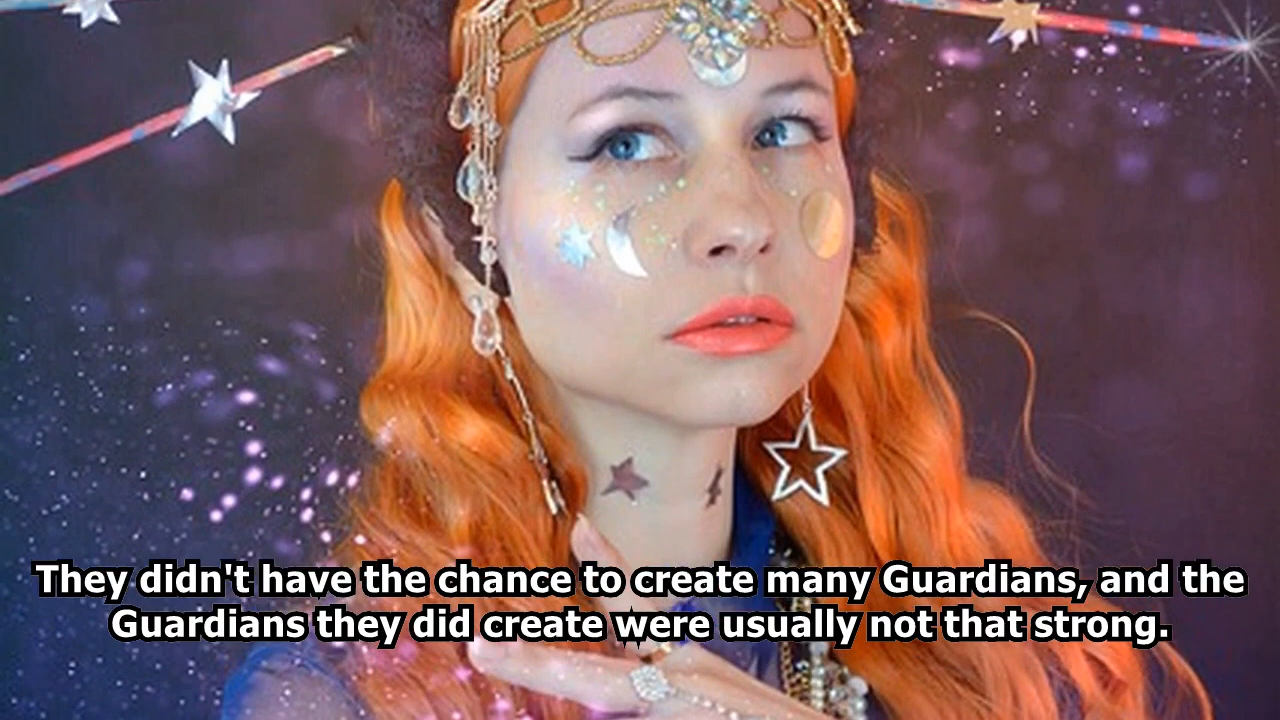 They didn't have the chance to create many Guardians, and the
Guardians they did create were usually not that strong.